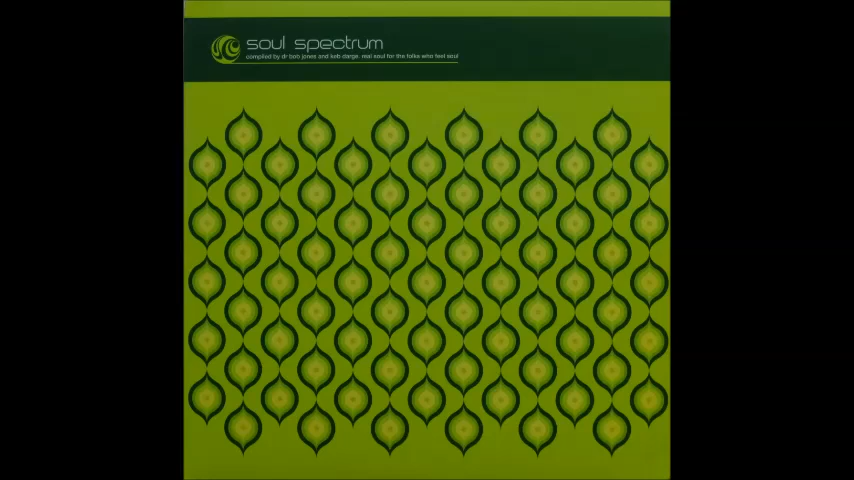 soul spectrum
compiled by dr bob jones and keb darge. real soul for the folks who feel soul